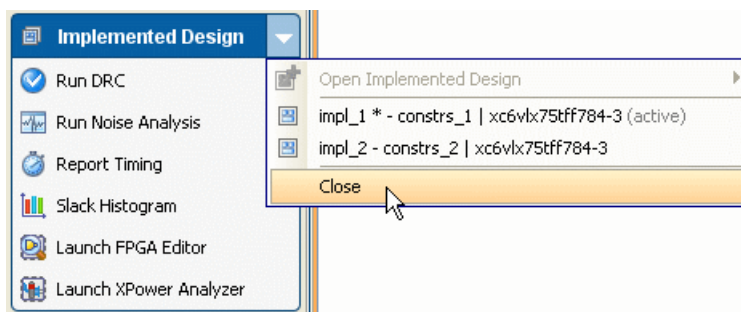 Implemented Design
Run DRC
Open Implemented Design
Run Noise Analysis
impl_1 * - constrs_1 | xc6vlx75tff784-3 (active)
impl_2 - constrs_2 | xc6vlx75tff784-3
Report Timing
Close
Slack Histogram
Launch FPGA Editor
Launch XPower Analyzer